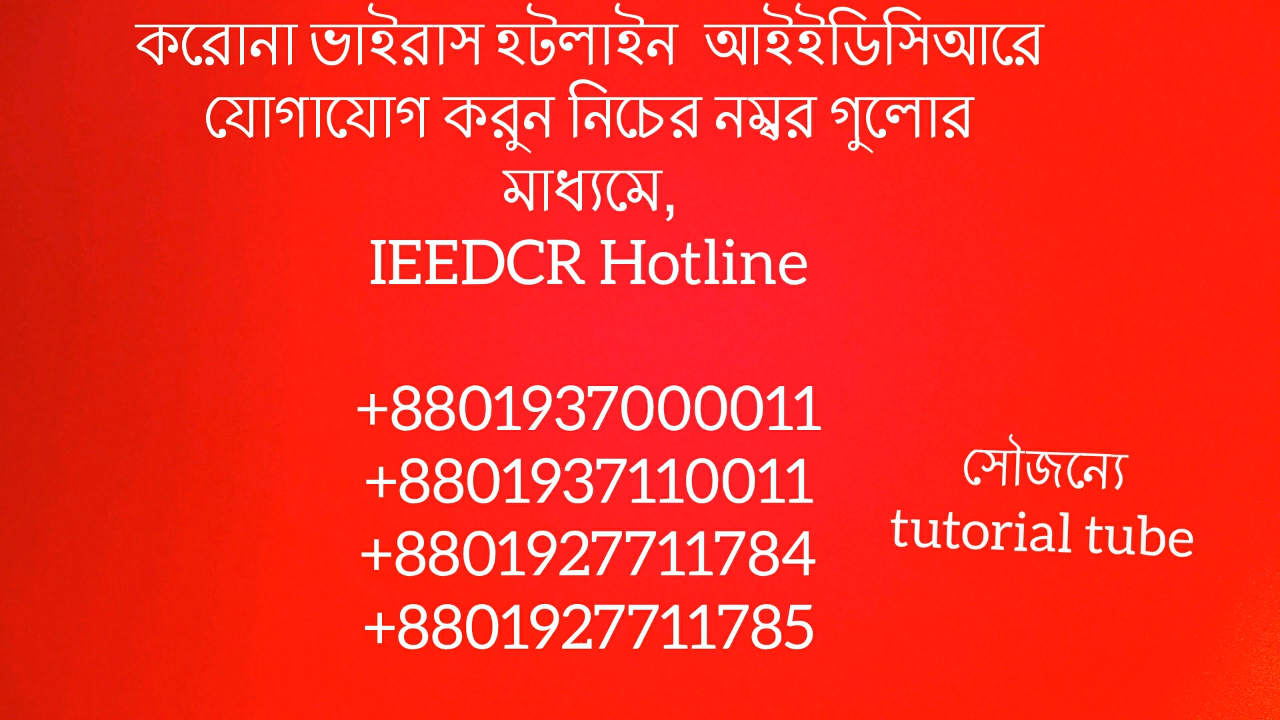 করোনা ভাইরাস হটলাইন আইইডিসিআরে
যোগাযোগ করুন নিচের নম্বর গুলোর
মাধ্যমে,
IEEDCR Hotline
+8801937000011
+8801937110011
+8801927711784
+8801927711785
সৌজন্যে
tutorial tube